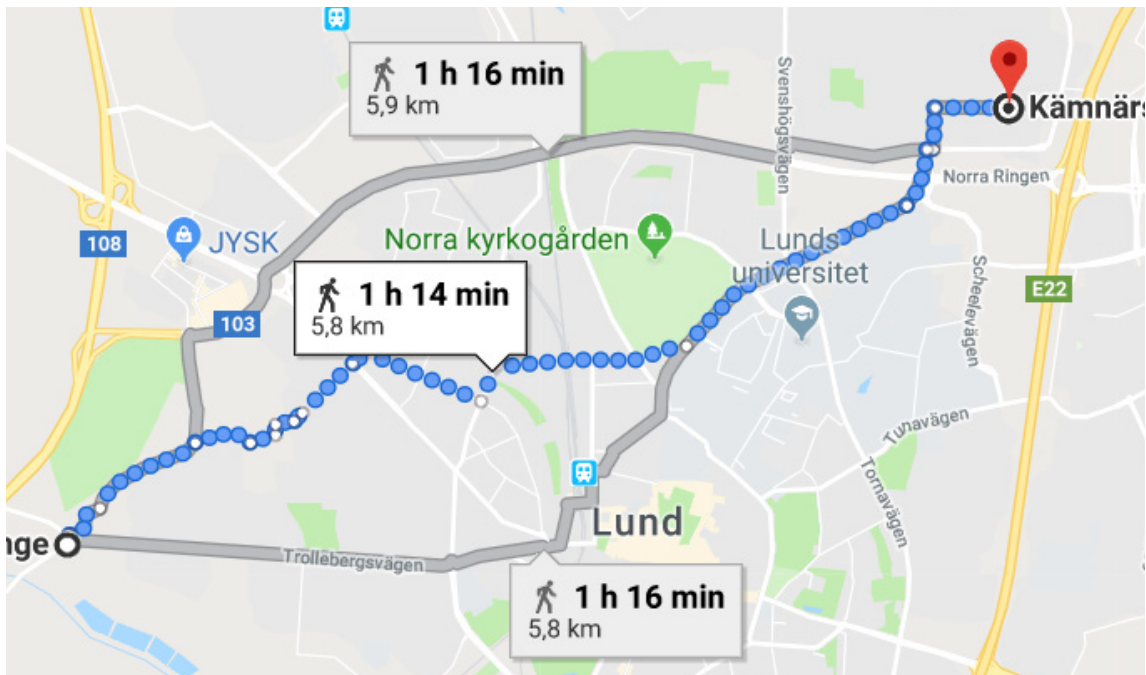 1 h 16 min
5,9 km
Svenshögsvägen
Kämnärs
Norra Ringen
108
JYSK
Norra kyrkogården
Lunds
universitet
E22
Scheelevägen
1 h 14 min
5,8 km
103
Tunavägen
Tornavägen
Lund
nge
Trollebergsvägen
1 h 16 min
5,8 km